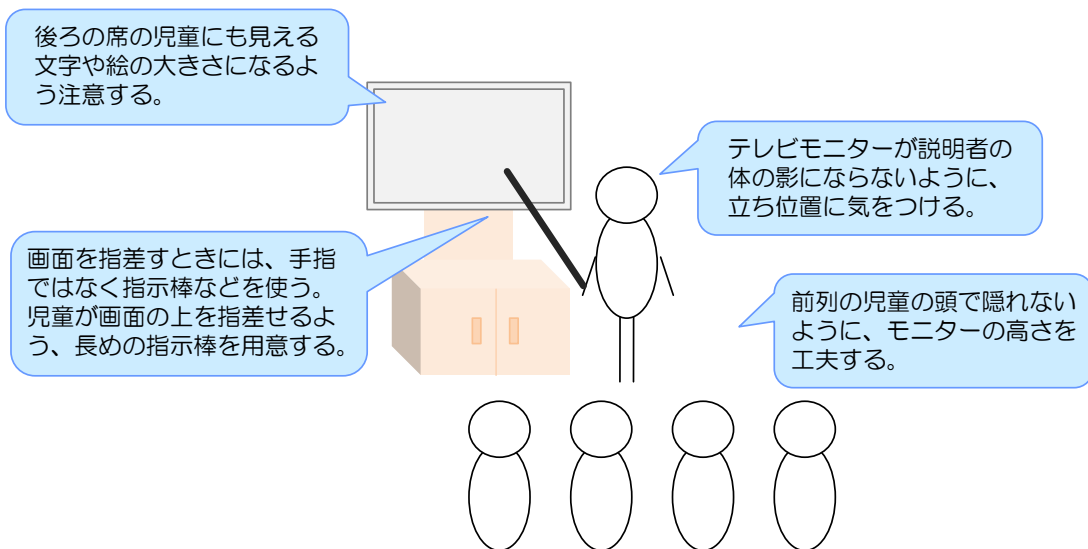 後ろの席の児童にも見える
文字や絵の大きさになるよ
う注意する。
テレビモニターが説明者の
体の影にならないように、
立ち位置に気をつける。
画面を指差すときには、手指
ではなく指示棒などを使う。
児童が画面の上を指差せるよ
う、長めの指示棒を用意する。
前列の児童の頭で隠れない
ように、モニターの高さを
工夫する。